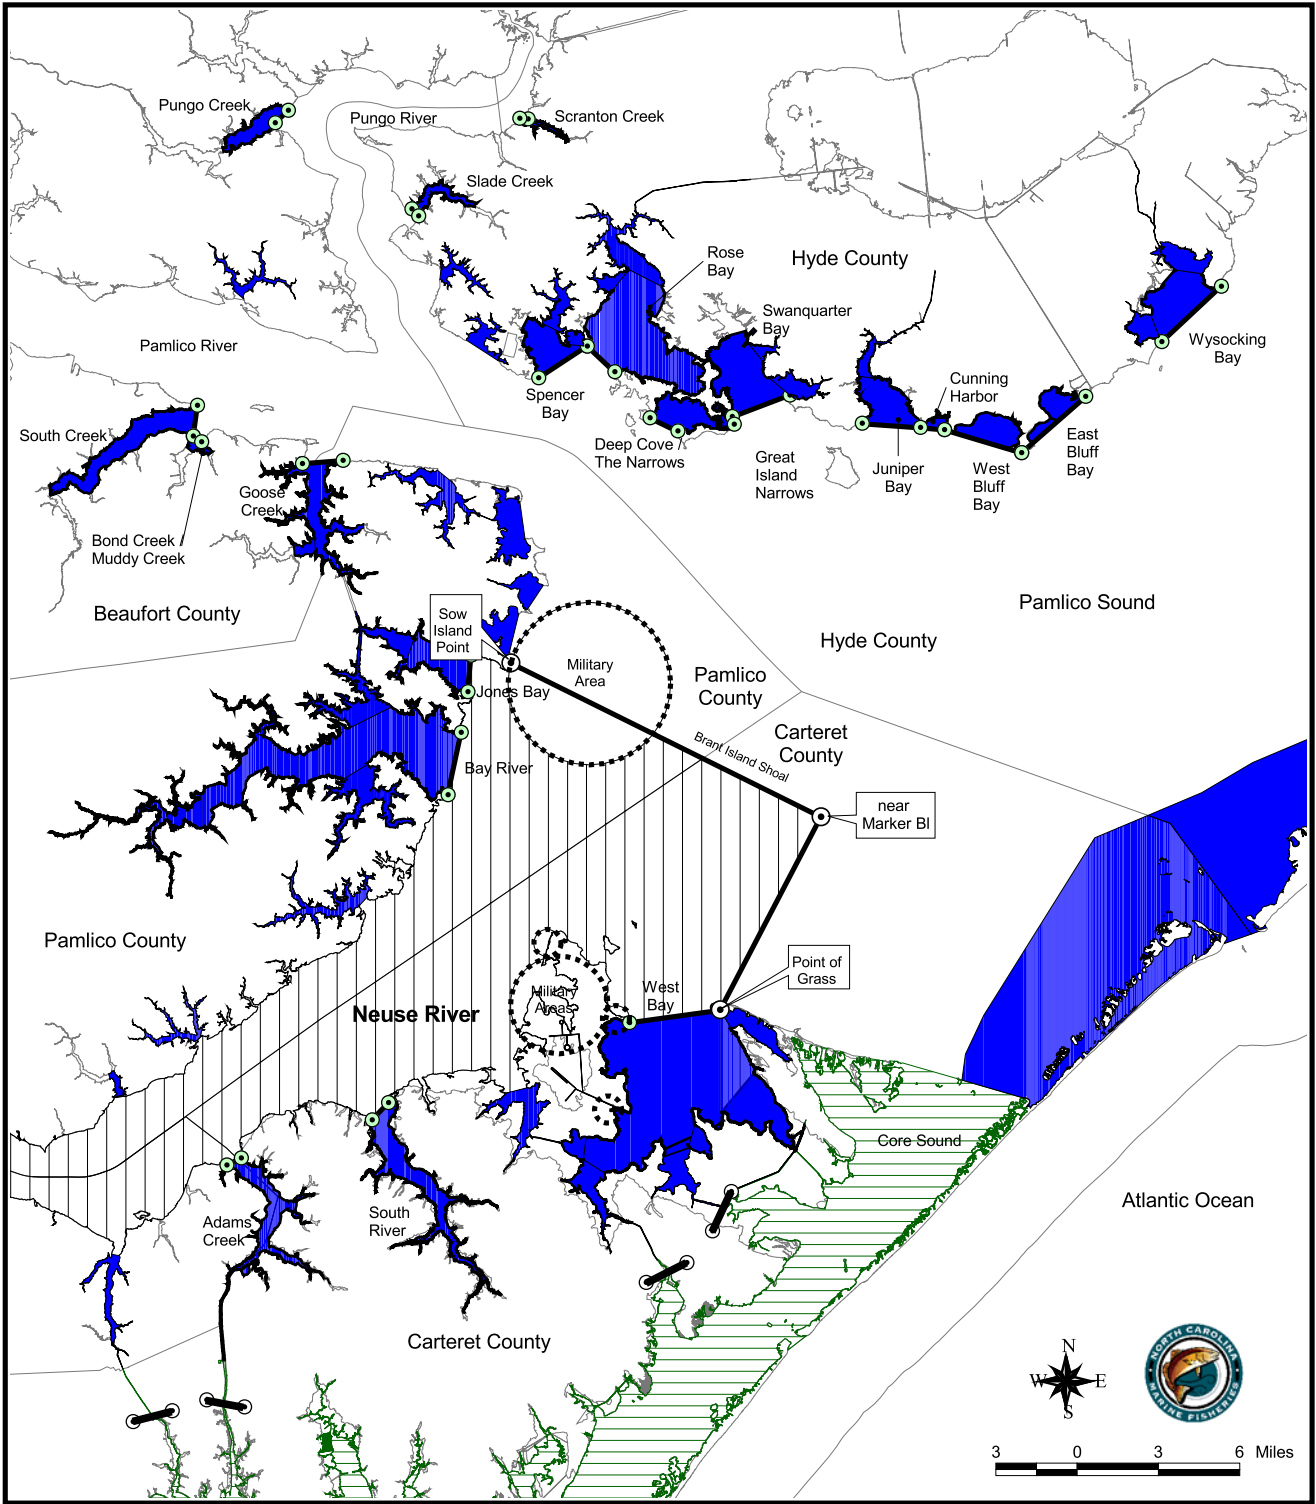 Pungo Creek
Pungo River
Scranton Creek
Slade Creek
Rose
Bay
Hyde County
Swanquarter
Bay
Pamlico River
Wysocking
Bay
Spencer
Bay
Cunning
Harbor
South Creek
Deep Cove
The Narrows
Great
Island
Narrows
Juniper
Bay
West
Bluff
Bay
East
Bluff
Bay
Goose
Creek
Bond Creek
Muddy Creek
Beaufort County
Sow
Island
Point
Military
Area
Pamlico Sound
Hyde County
Pamlico
County
Jones Bay
Carteret
County
Brant Island Shoal
Bay River
near
Marker BI
Pamlico County
Point of
Grass
Military
Areas
West
Bay
Neuse River
Core Sound
Atlantic Ocean
Adams
Creek
South
River
Carteret County
N
W E
S
NORTH CAROLINA
MARINE FISHERIES
3 0 3 6 Miles